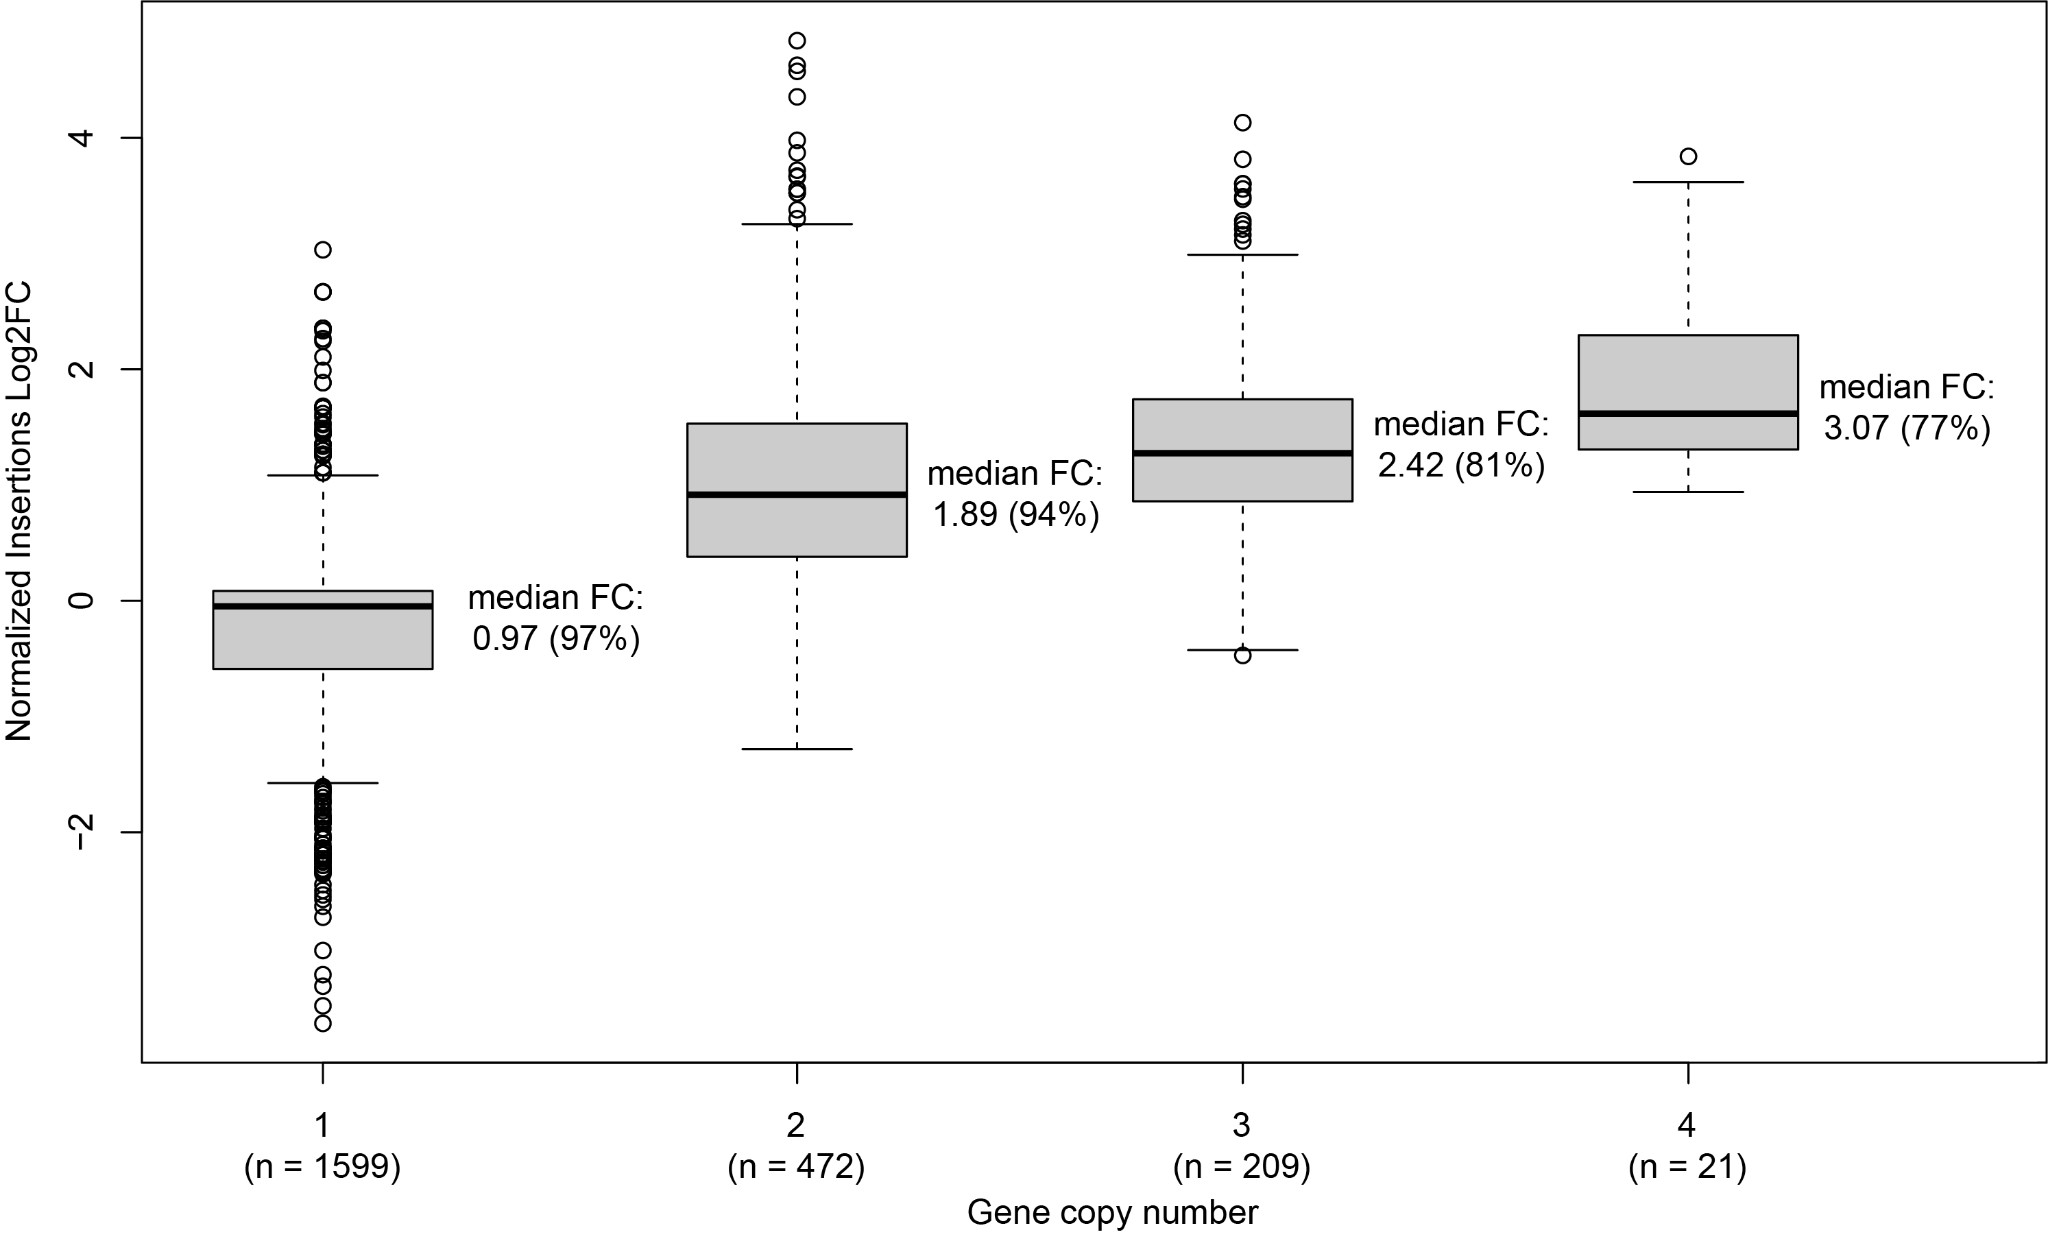 Normalized Insertions Log2FC
4
2
0
−2
median FC:
0.97 (97%)
median FC:
1.89 (94%)
median FC:
2.42 (81%)
median FC:
3.07 (77%)
1 2 3 4
(n = 1599) (n = 472) (n = 209) (n = 21)
Gene copy number